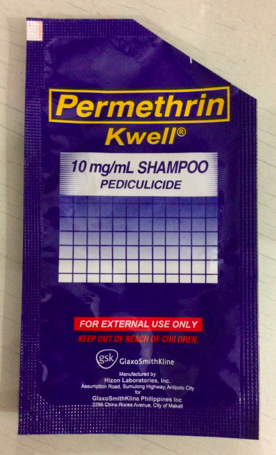 Permethrin
Kwell®
10 mg/mL SHAMPOO
PEDICULICIDE
FOR EXTERNAL USE ONLY
KEEP OUT OF REACH OF CHILDREN.
gsk GlaxoSmithKline
Manufactured by
Hizon Laboratories, Inc.
Assumption Road, Sumulong Highway, Antipolo City
for
GlaxoSmithKline Philippines Inc
2266 Chino Roces Avenue, City of Makati